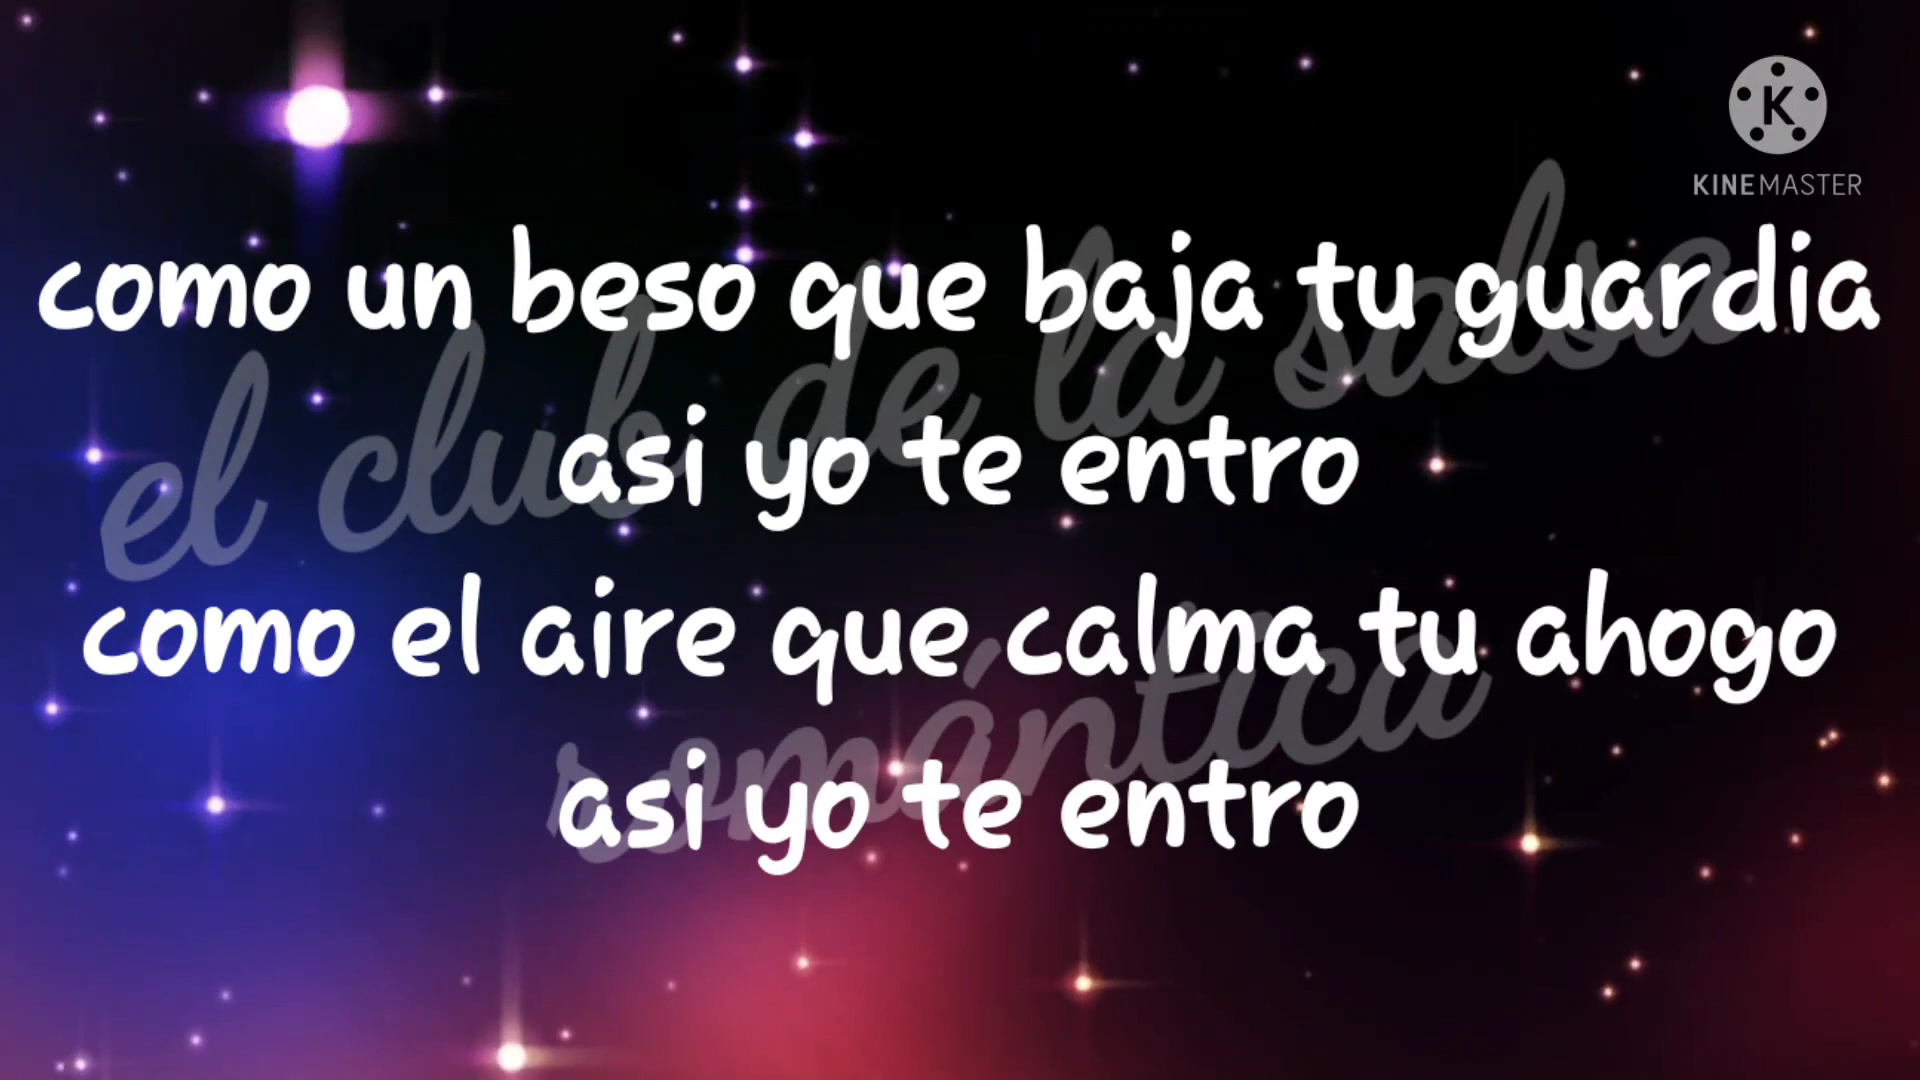 KINEMASTER
como un beso que baja tu guardia
el club de la salsa
asi yo te entro
como el aire que calma tu ahogo
romántica
asi yo te entro